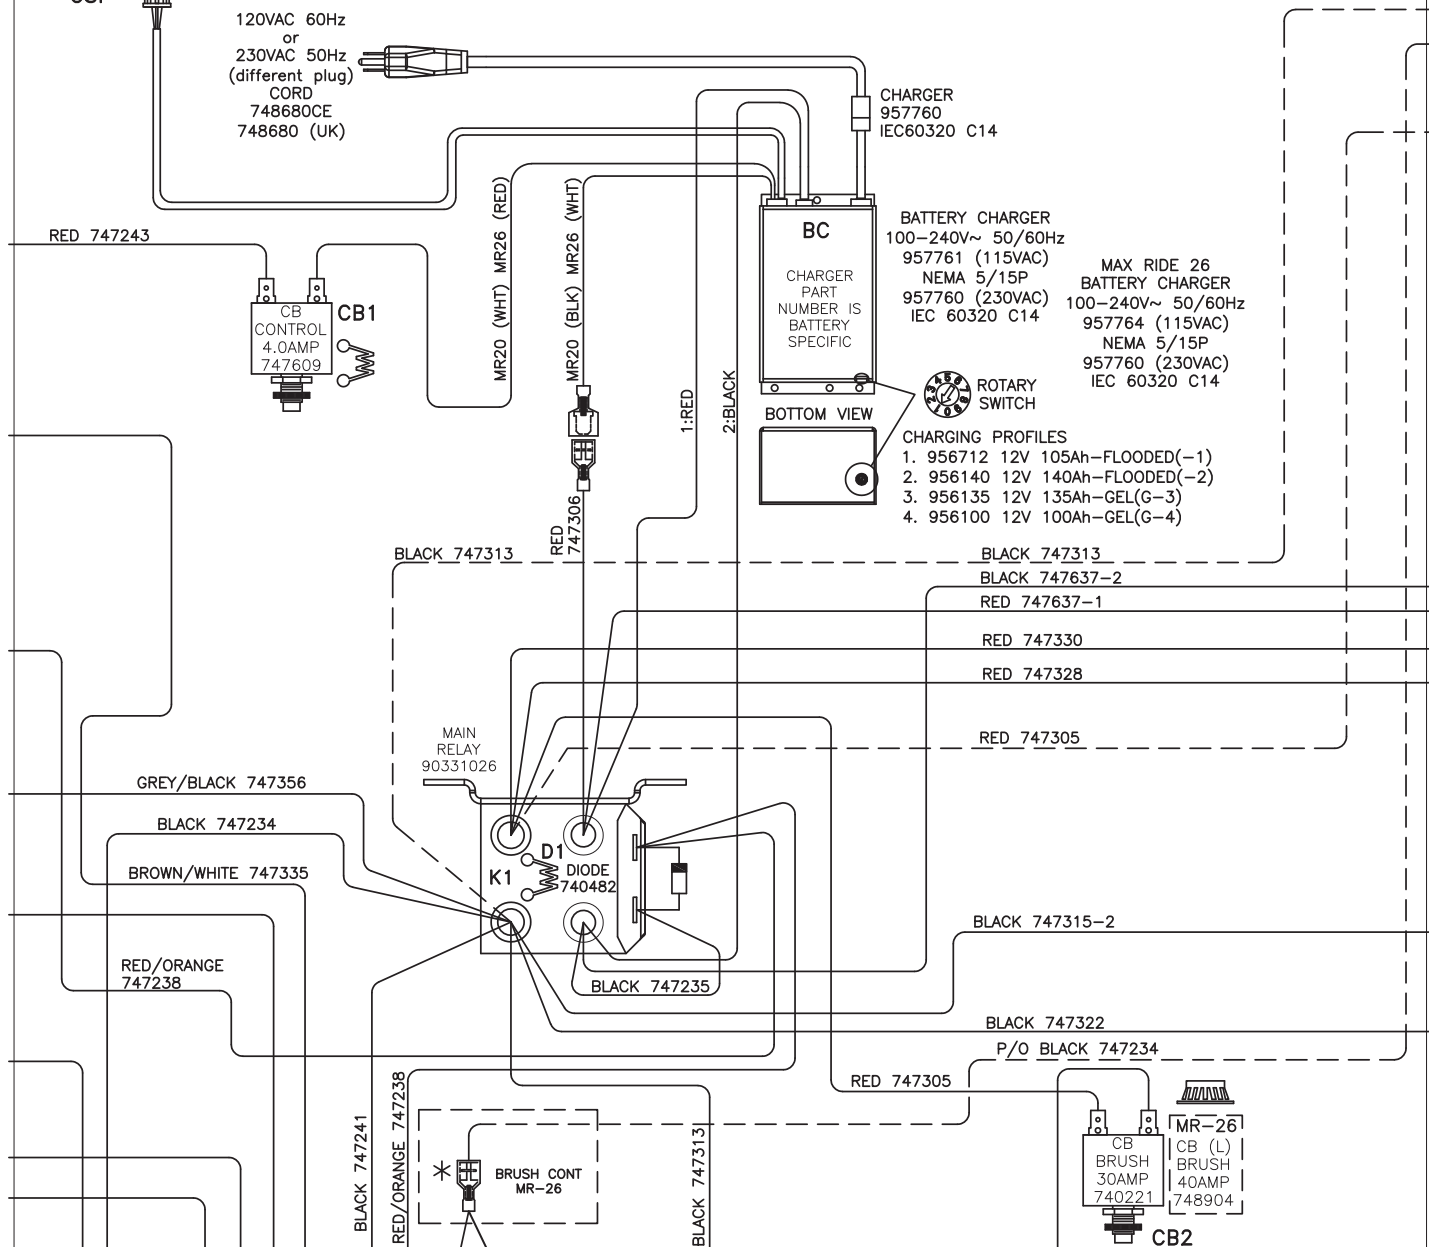 120VAC 60Hz
or
230VAC 50Hz
(different plug)
CORD
748680CE
748680 (UK)
CHARGER
957760
IEC60320 C14
RED 747243
CB
CONTROL
4.0AMP
747609
CB1
MR20 (WHT) MR26 (RED)
MR20 (BLK) MR26 (WHT)
1:RED
2:BLACK
BC
CHARGER
PART
NUMBER IS
BATTERY
SPECIFIC
BATTERY CHARGER
100-240V~ 50/60Hz
957761 (115VAC)
NEMA 5/15P
957760 (230VAC)
IEC 60320 C14
MAX RIDE 26
BATTERY CHARGER
100-240V~ 50/60Hz
957764 (115VAC)
NEMA 5/15P
957760 (230VAC)
IEC 60320 C14
ROTARY
SWITCH
BOTTOM VIEW
CHARGING PROFILES
1. 956712 12V 105Ah-FLOODED(-1)
2. 956140 12V 140Ah-FLOODED(-2)
3. 956135 12V 135Ah-GEL(G-3)
4. 956100 12V 100Ah-GEL(G-4)
RED
747306
BLACK 747313
BLACK 747313
BLACK 747637-2
RED 747637-1
RED 747330
RED 747328
RED 747305
MAIN
RELAY
90331026
GREY/BLACK 747356
BLACK 747234
BROWN/WHITE 747335
K1
D1
DIODE
740482
RED/ORANGE
747238
BLACK 747235
BLACK 747315-2
BLACK 747322
P/O BLACK 747234
RED 747305
BLACK 747241
RED/ORANGE 747238
BRUSH CONT
MR-26
BLACK 747313
CB
BRUSH
30AMP
740221
CB2
MR-26
CB (L)
BRUSH
40AMP
748904